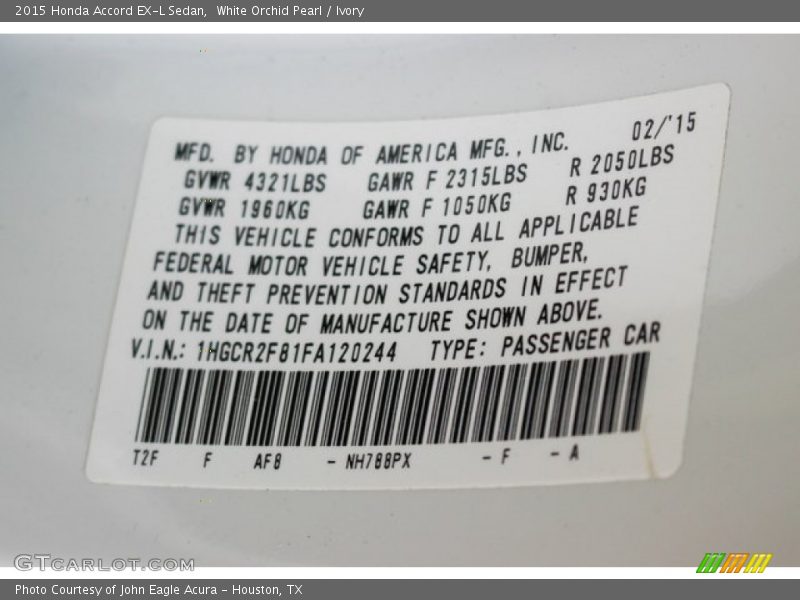 2015 Honda Accord EX-L Sedan,  White Orchid Pearl / Ivory
02/'15
MFD. BY HONDA OF AMERICA MFG., INC.
GVWR 4321LBS GAWR F 2315LBS R 2050LBS
GVWR 1960KG GAWR F 1050KG R 930KG
THIS VEHICLE CONFORMS TO ALL APPLICABLE
FEDERAL MOTOR VEHICLE SAFETY, BUMPER,
AND THEFT PREVENTION STANDARDS IN EFFECT
ON THE DATE OF MANUFACTURE SHOWN ABOVE.
V.I.N.: 1HGCR2F81FA120244 TYPE: PASSENGER CAR
T2F F AF8 - NH788PX - F - A
GTCARLOT.COM
Photo Courtesy of John Eagle Acura - Houston, TX